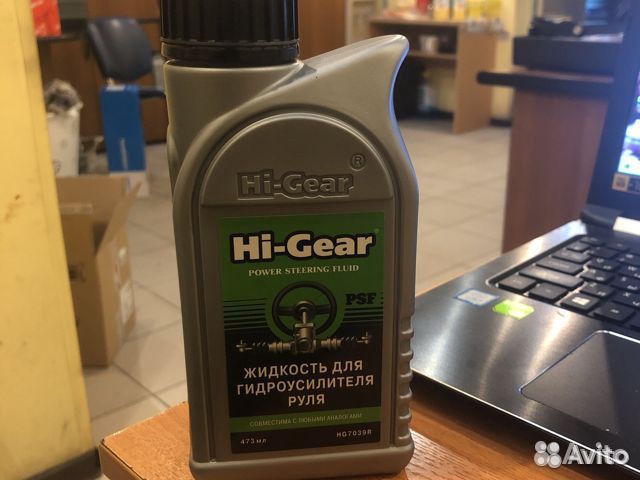 Hi-Gear®
Hi-Gear®
POWER STEERING FLUID
PSF
ЖИДКОСТЬ ДЛЯ
ГИДРОУСИЛИТЕЛЯ
РУЛЯ
СОВМЕСТИМА С ЛЮБЫМИ АНАЛОГАМИ
473 мл HG7039R
Avito